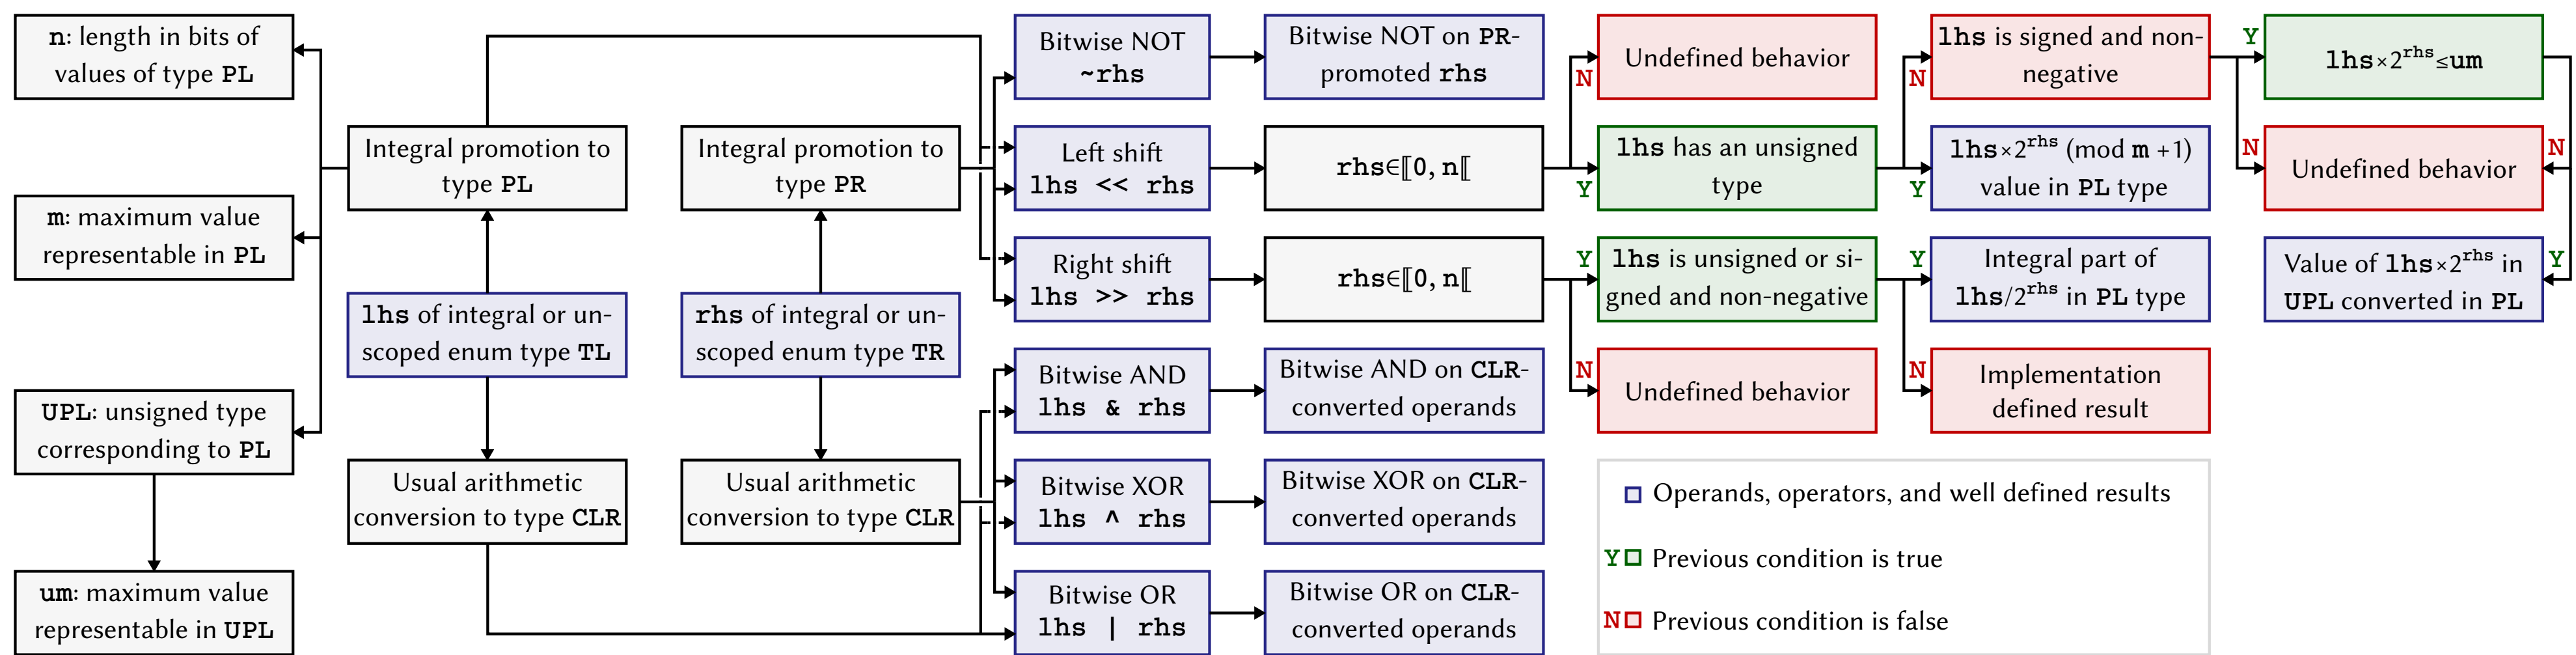 n: length in bits of
values of type PL
m: maximum value
representable in PL
UPL: unsigned type
corresponding to PL
um: maximum value
representable in UPL
Integral promotion to
type PL
lhs of integral or un-
scoped enum type TL
Usual arithmetic
conversion to type CLR
Integral promotion to
type PR
rhs of integral or un-
scoped enum type TR
Usual arithmetic
conversion to type CLR
Bitwise NOT
~rhs
Left shift
lhs << rhs
Right shift
lhs >> rhs
Bitwise AND
lhs & rhs
Bitwise XOR
lhs ^ rhs
Bitwise OR
lhs | rhs
Bitwise NOT on PR-
promoted rhs
rhs∈⟦0, n⟦
rhs∈⟦0, n⟦
Bitwise AND on CLR-
converted operands
Bitwise XOR on CLR-
converted operands
Bitwise OR on CLR-
converted operands
N
Y
Y
N
Undefined behavior
lhs has an unsigned
type
lhs is unsigned or si-
gned and non-negative
Undefined behavior
N
Y
Y
N
lhs is signed and non-
negative
lhs×2^rhs (mod m +1)
value in PL type
Integral part of
lhs/2^rhs in PL type
Implementation
defined result
Y
N
lhs×2^rhs≤um
Undefined behavior
Value of lhs×2^rhs in
UPL converted in PL
N
Y
Operands, operators, and well defined results
Y Previous condition is true
N Previous condition is false